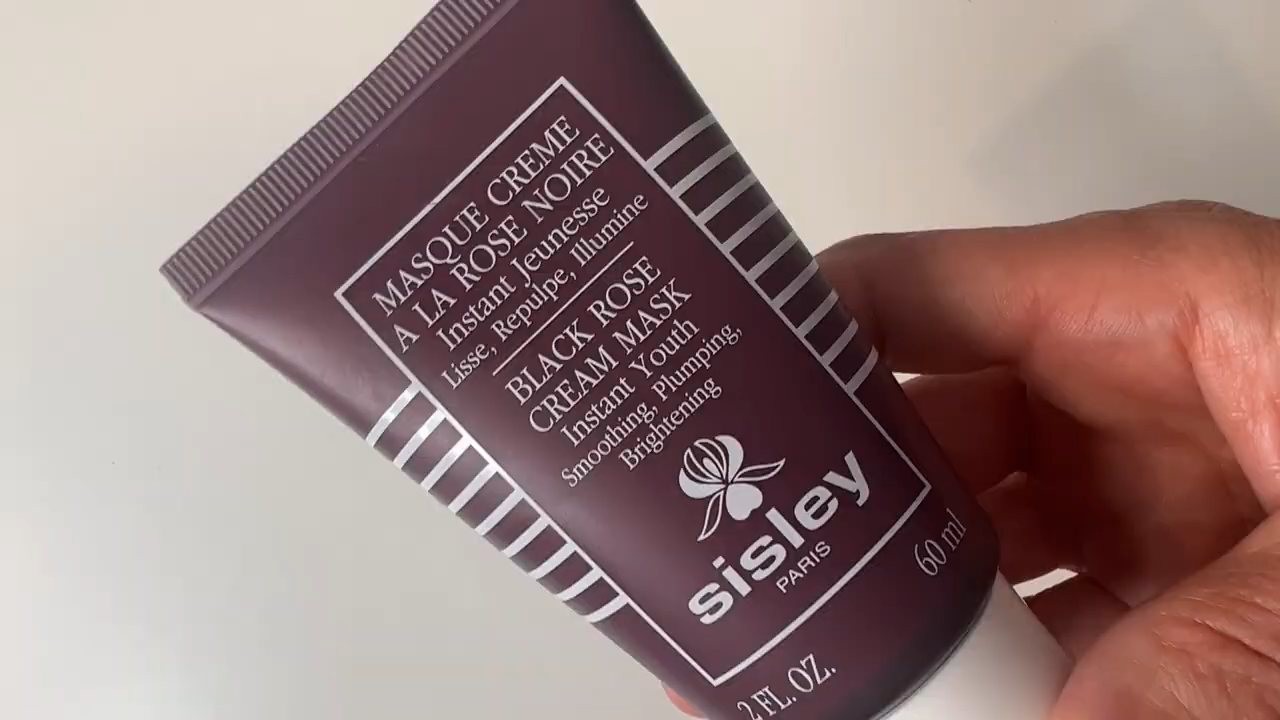 MASQUE CREME
A LA ROSE NOIRE
Instant Jeunesse
Lisse, Repulpe, Illumine
BLACK ROSE
CREAM MASK
Instant Youth
Smoothing, Plumping,
Brightening
sisley
PARIS
60 ml
2 FL. OZ.